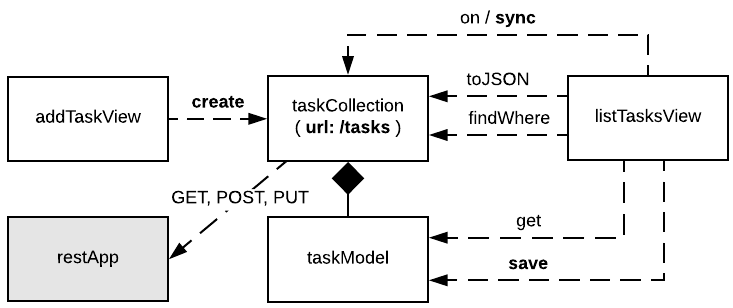 on / sync
toJSON
create
taskCollection
addTaskView
listTasksView
findWhere
( url: /tasks )
GET, POST, PUT
get
restApp
taskModel
save